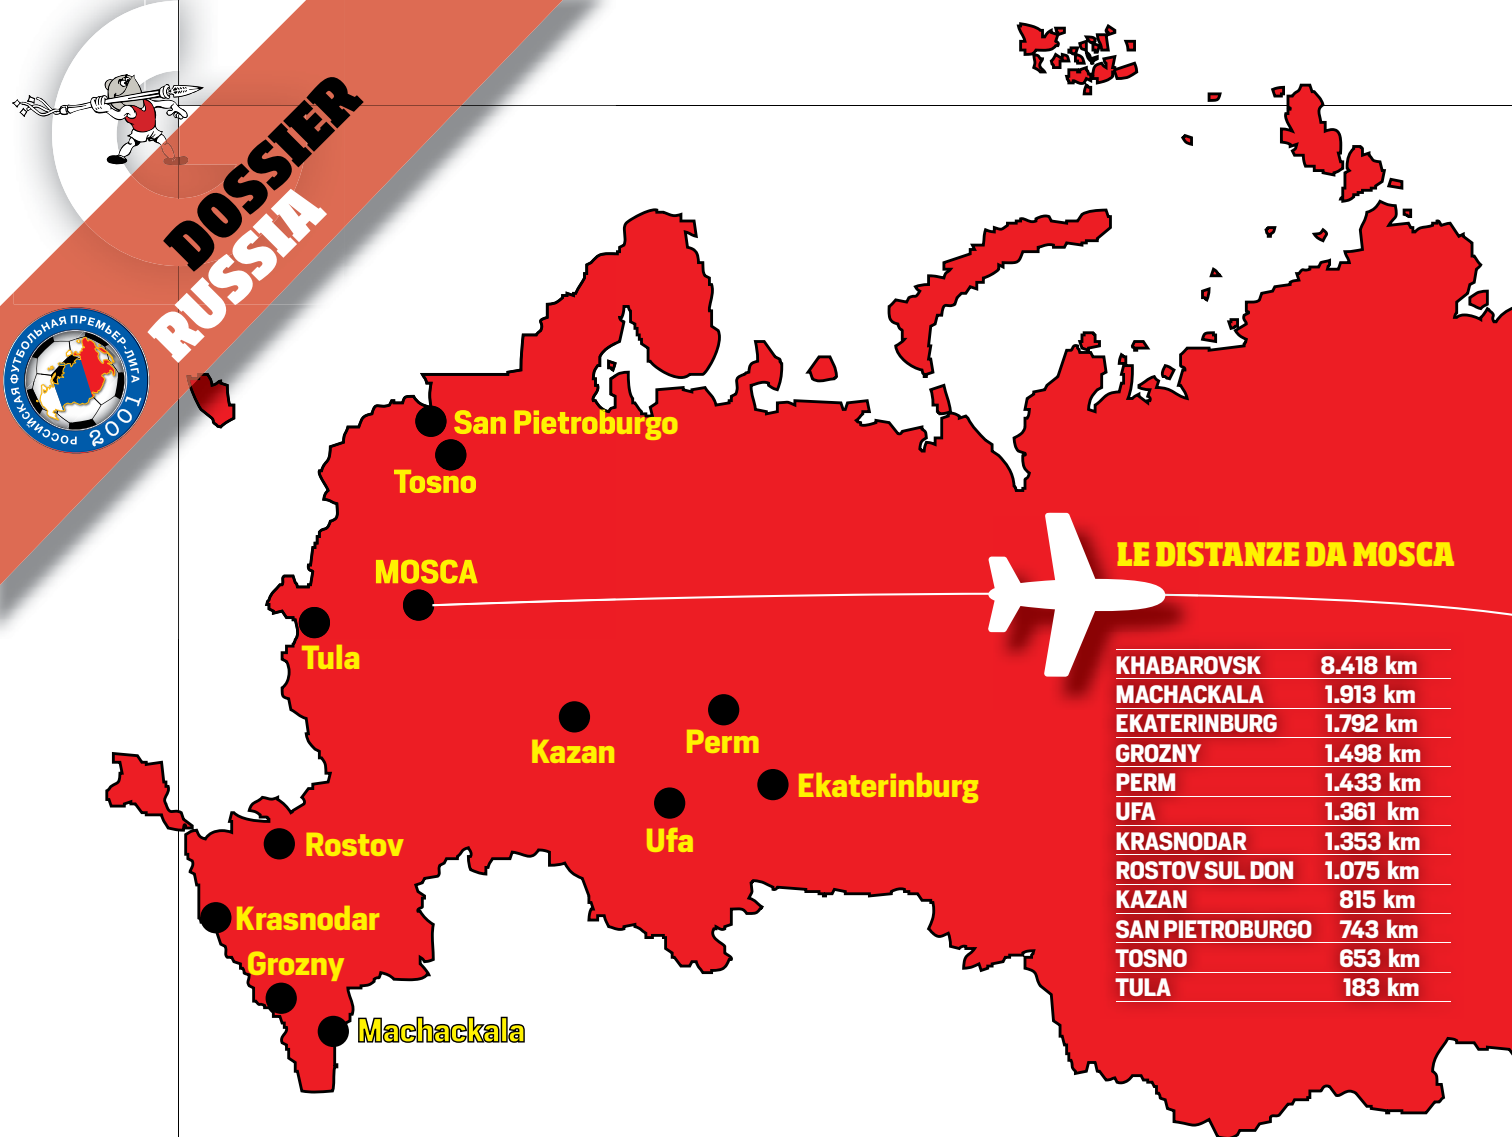 DOSSIER
RUSSIA
РОССИЙСКАЯ ФУТБОЛЬНАЯ ПРЕМЬЕР-ЛИГА
2001
San Pietroburgo
Tosno
MOSCA
Tula
Kazan
Perm
Ekaterinburg
Ufa
Rostov
Krasnodar
Grozny
Machackala
LE DISTANZE DA MOSCA
KHABAROVSK 8.418 km
MACHACKALA 1.913 km
EKATERINBURG 1.792 km
GROZNY 1.498 km
PERM 1.433 km
UFA 1.361 km
KRASNODAR 1.353 km
ROSTOV SUL DON 1.075 km
KAZAN 815 km
SAN PIETROBURGO 743 km
TOSNO 653 km
TULA 183 km